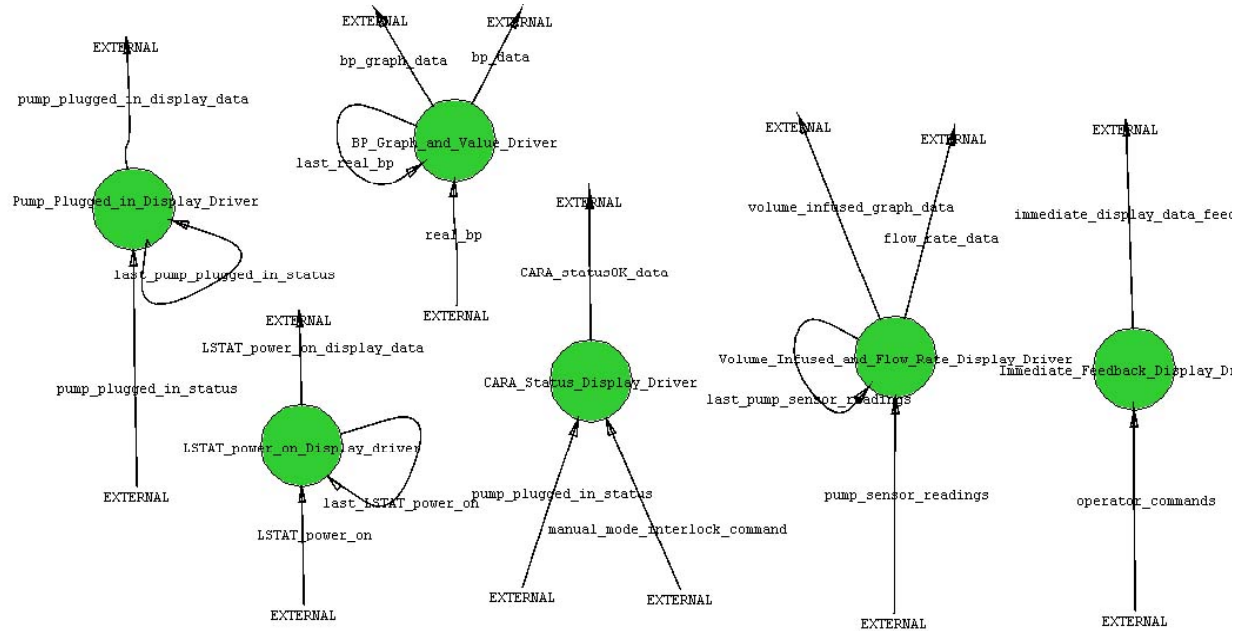 EXTERNAL
pump_plugged_in_display_data
Pump_Plugged_in_Display_Driver
last_pump_plugged_in_status
pump_plugged_in_status
EXTERNAL
EXTERNAL
EXTERNAL
bp_graph_data
bp_data
BP_Graph_and_Value_Driver
last_real_bp
real_bp
EXTERNAL
EXTERNAL
LSTAT_power_on_display_data
LSTAT_power_on_Display_driver
last_LSTAT_power_on
LSTAT_power_on
EXTERNAL
EXTERNAL
CARA_statusOK_data
CARA_Status_Display_Driver
pump_plugged_in_status
manual_mode_interlock_command
EXTERNAL
EXTERNAL
EXTERNAL
EXTERNAL
volume_infused_graph_data
flow_rate_data
Volume_Infused_and_Flow_Rate_Display_Driver
last_pump_sensor_readings
pump_sensor_readings
EXTERNAL
EXTERNAL
immediate_display_data_feed
Immediate_Feedback_Display_Dr
operator_commands
EXTERNAL